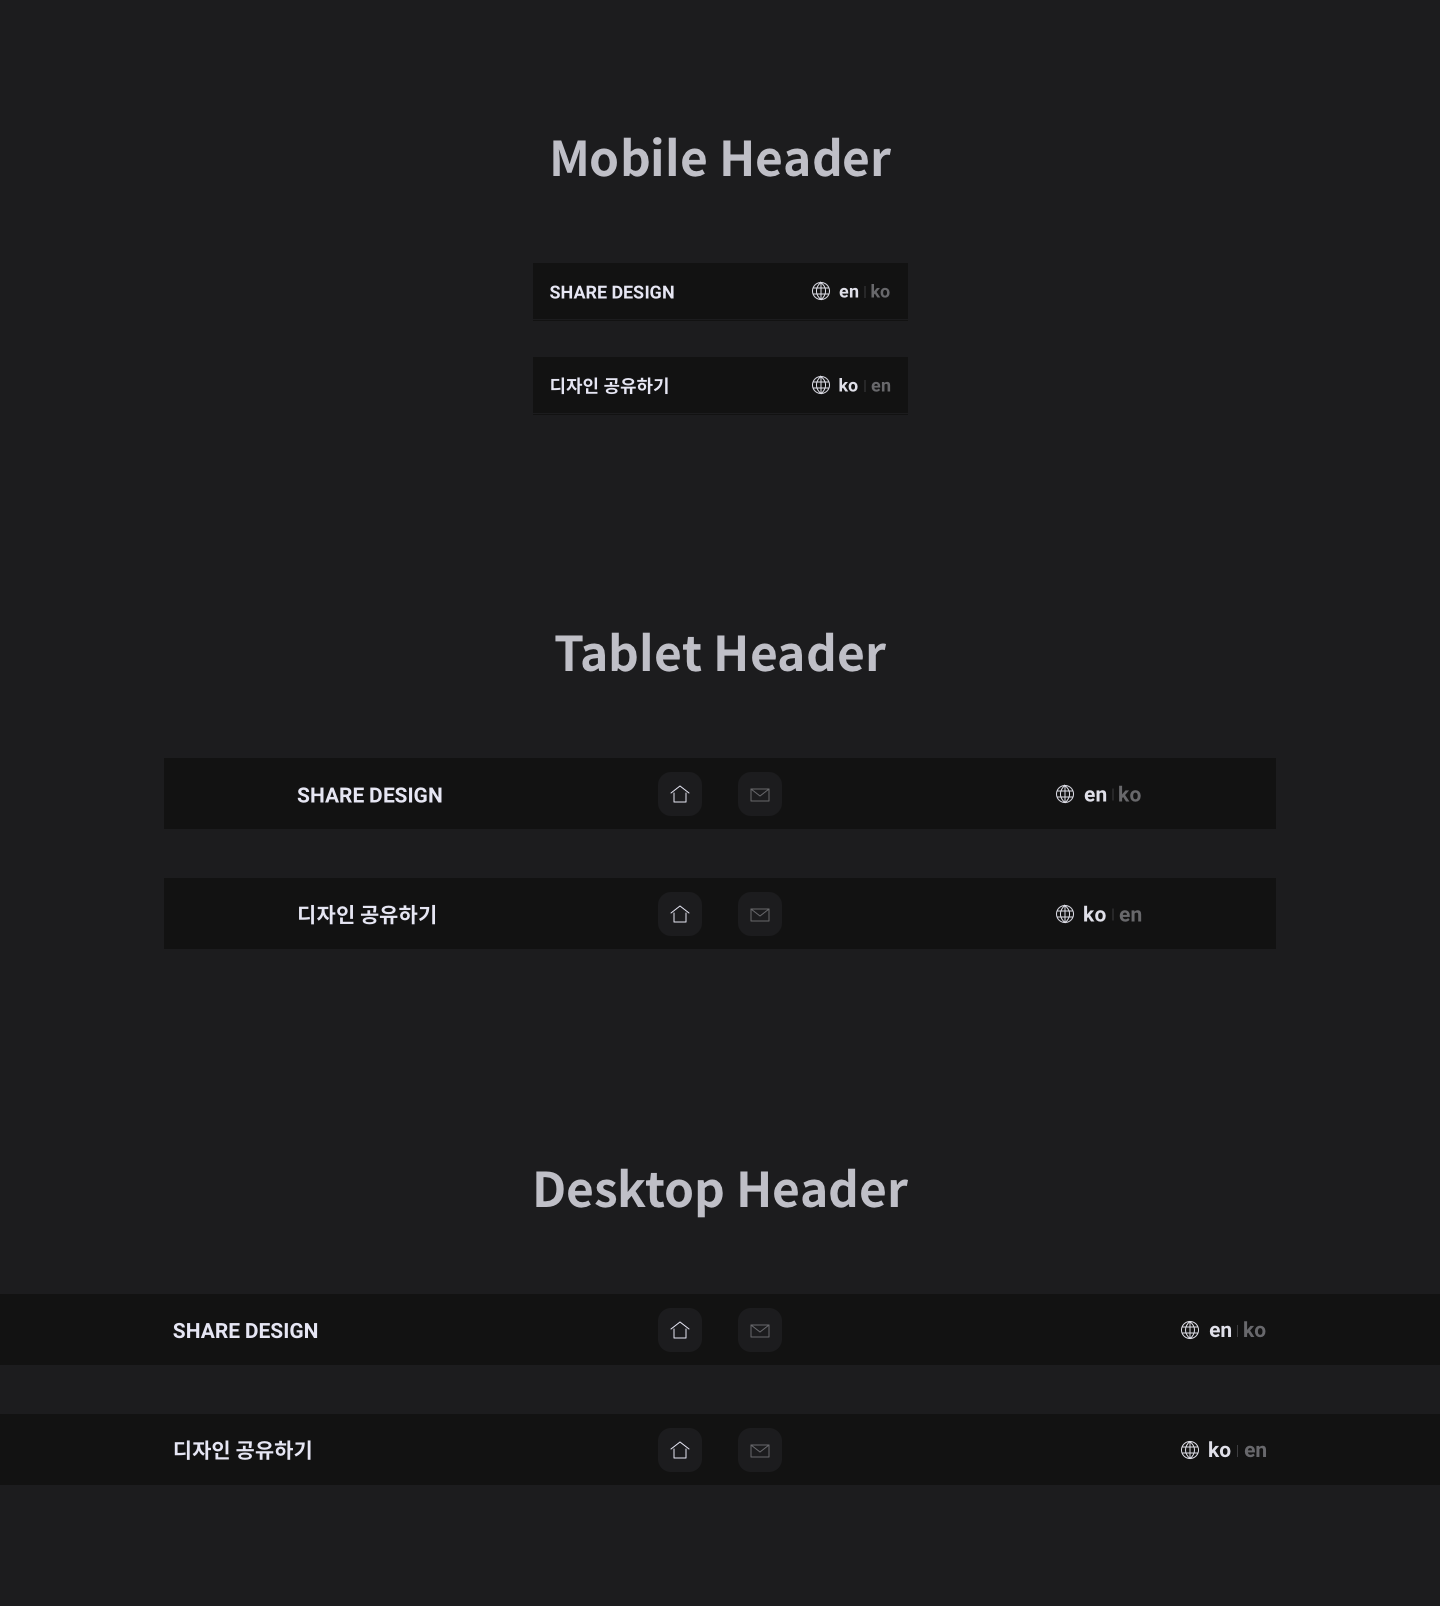 Mobile Header
SHARE DESIGN en ko
디자인 공유하기 ko en
Tablet Header
SHARE DESIGN en ko
디자인 공유하기 ko en
Desktop Header
SHARE DESIGN en ko
디자인 공유하기 ko en